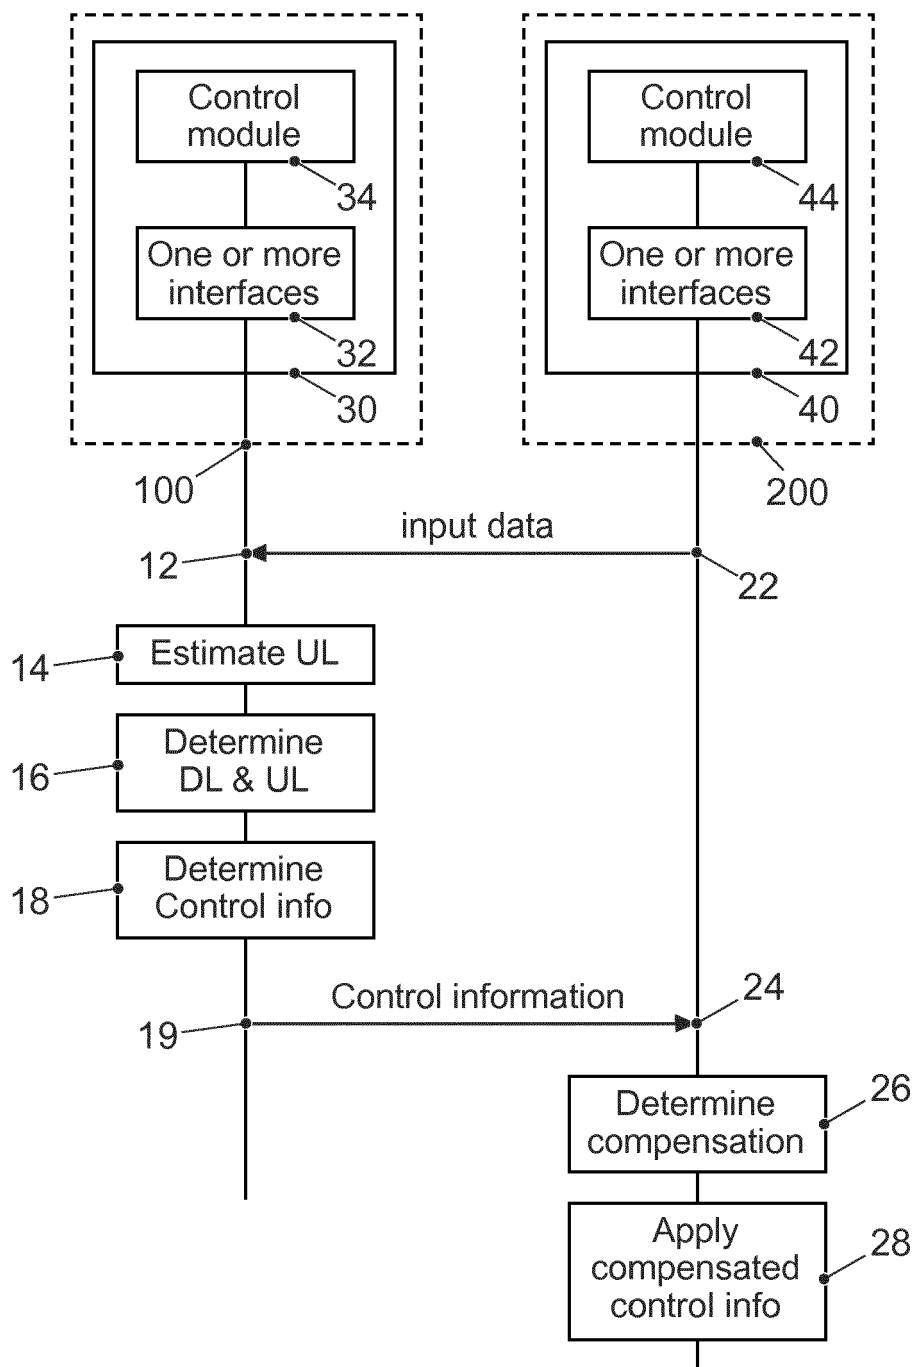 Control
module
34
One or more
interfaces
32
30
100
Control
module
44
One or more
interfaces
42
40
200
input data
12
22
Estimate UL
14
Determine
DL & UL
16
Determine
Control info
18
Control information
19
24
Determine
compensation
26
Apply
compensated
control info
28